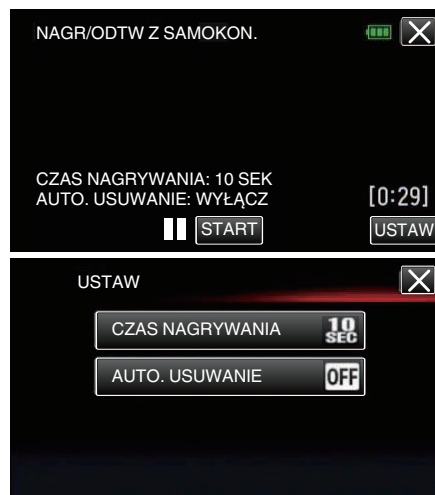 NAGR/ODTW Z SAMOKON.
CZAS NAGRYWANIA: 10 SEK
AUTO. USUWANIE: WYŁĄCZ
[0:29]
START
USTAW
USTAW
CZAS NAGRYWANIA 10 SEC
AUTO. USUWANIE OFF